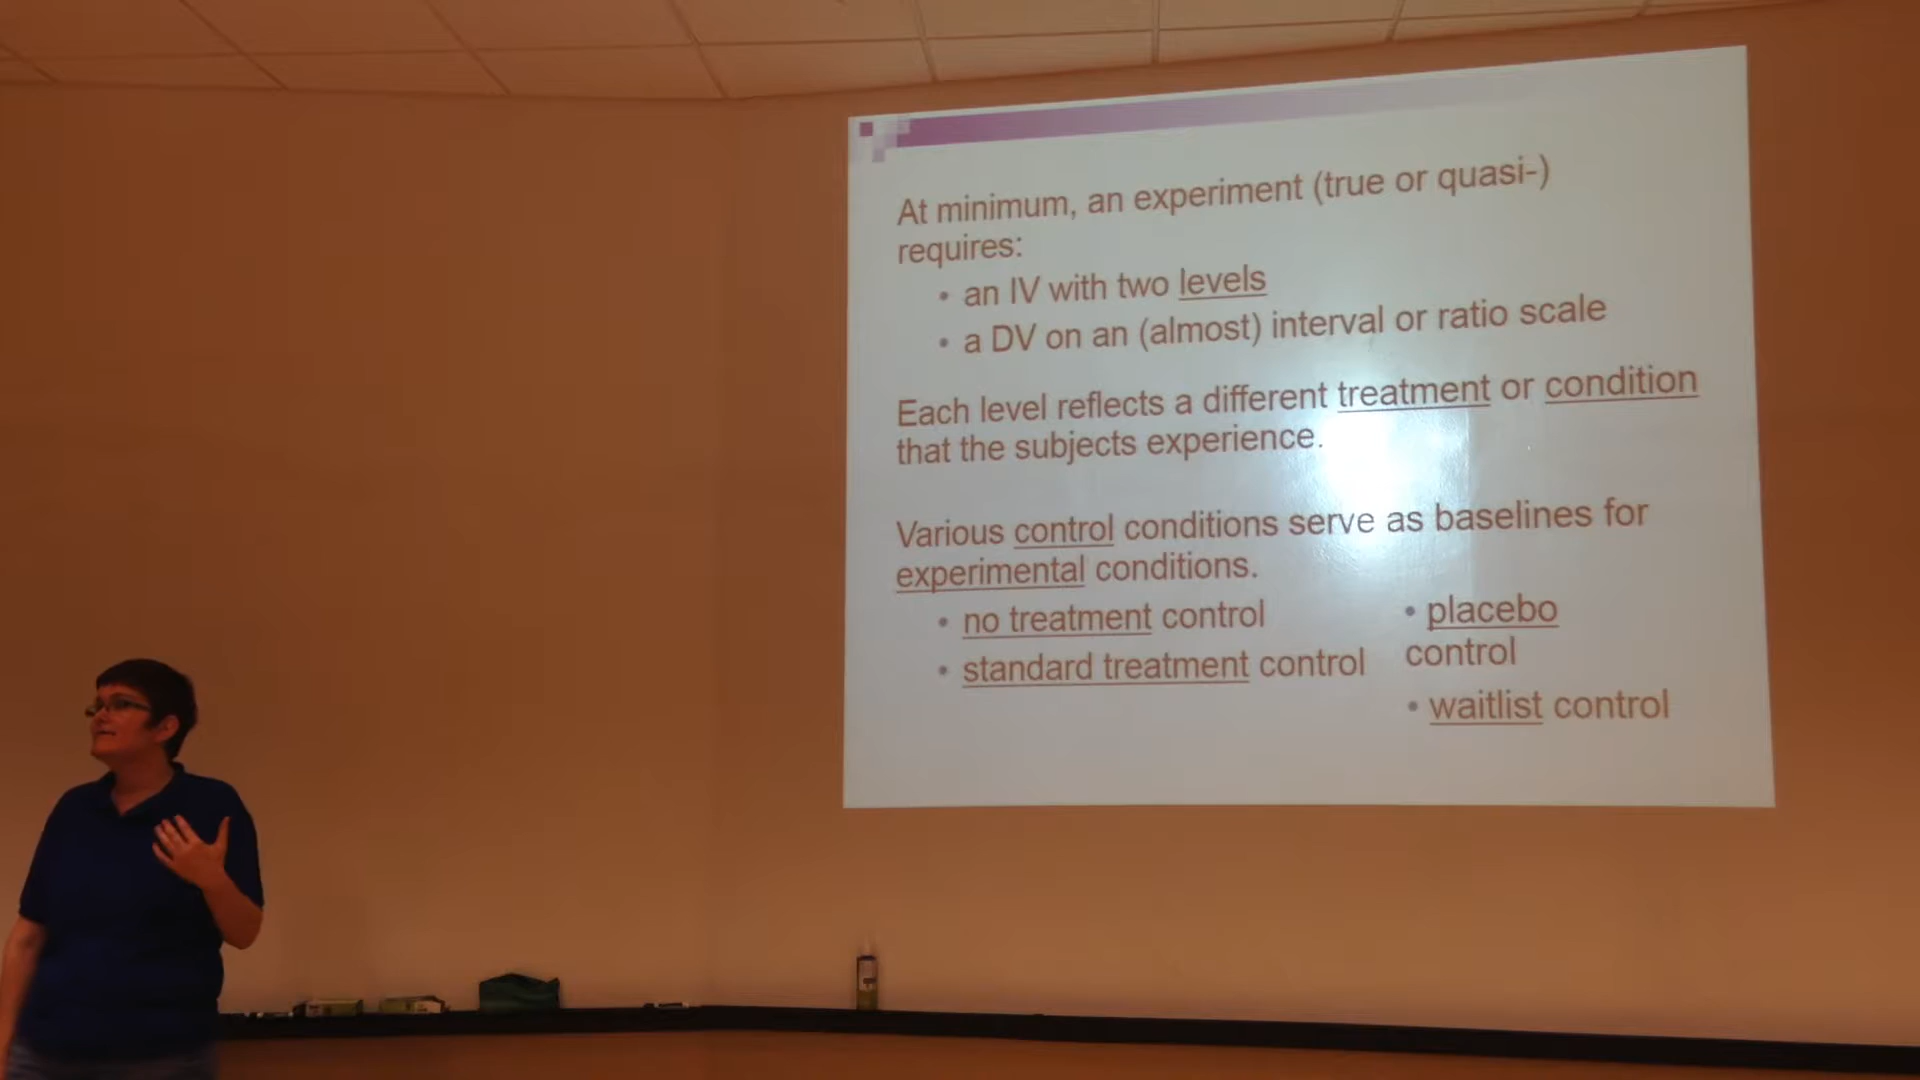 At minimum, an experiment (true or quasi-)
requires:
• an IV with two levels
• a DV on an (almost) interval or ratio scale
Each level reflects a different treatment or condition
that the subjects experience.
Various control conditions serve as baselines for
experimental conditions.
• no treatment control
• standard treatment control
• placebo
control
• waitlist control